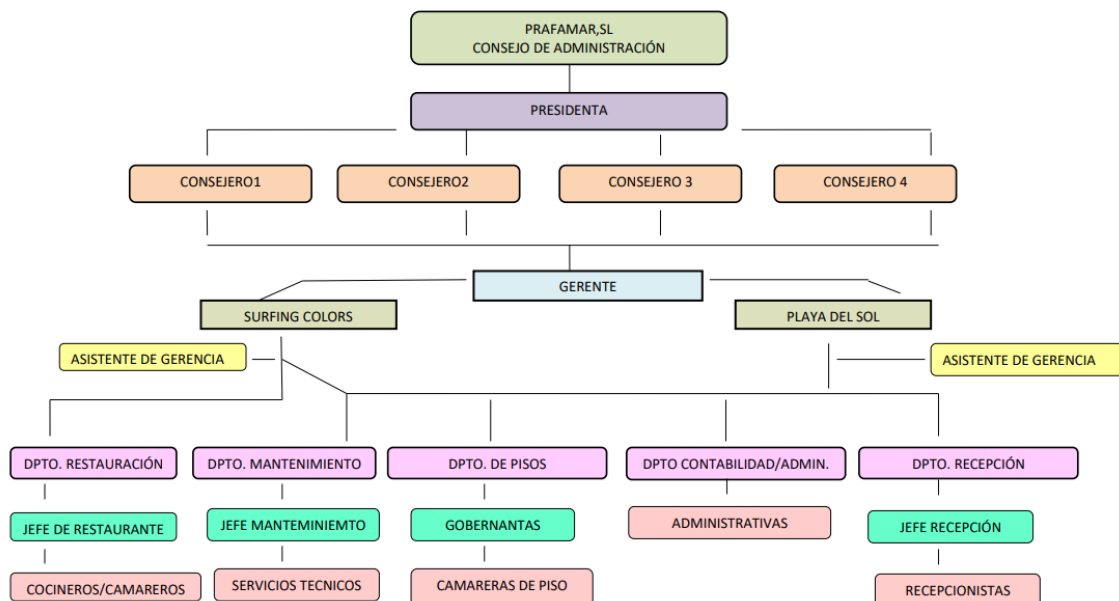 PRAFAMAR,SL
CONSEJO DE ADMINISTRACIÓN
PRESIDENTA
CONSEJERO1
CONSEJERO2
CONSEJERO 3
CONSEJERO 4
GERENTE
SURFING COLORS
PLAYA DEL SOL
ASISTENTE DE GERENCIA
ASISTENTE DE GERENCIA
DPTO. RESTAURACIÓN
DPTO. MANTENIMIENTO
DPTO. DE PISOS
DPTO CONTABILIDAD/ADMIN.
DPTO. RECEPCIÓN
JEFE DE RESTAURANTE
JEFE MANTEMINIEMTO
GOBERNANTAS
ADMINISTRATIVAS
JEFE RECEPCIÓN
COCINEROS/CAMAREROS
SERVICIOS TECNICOS
CAMARERAS DE PISO
RECEPCIONISTAS